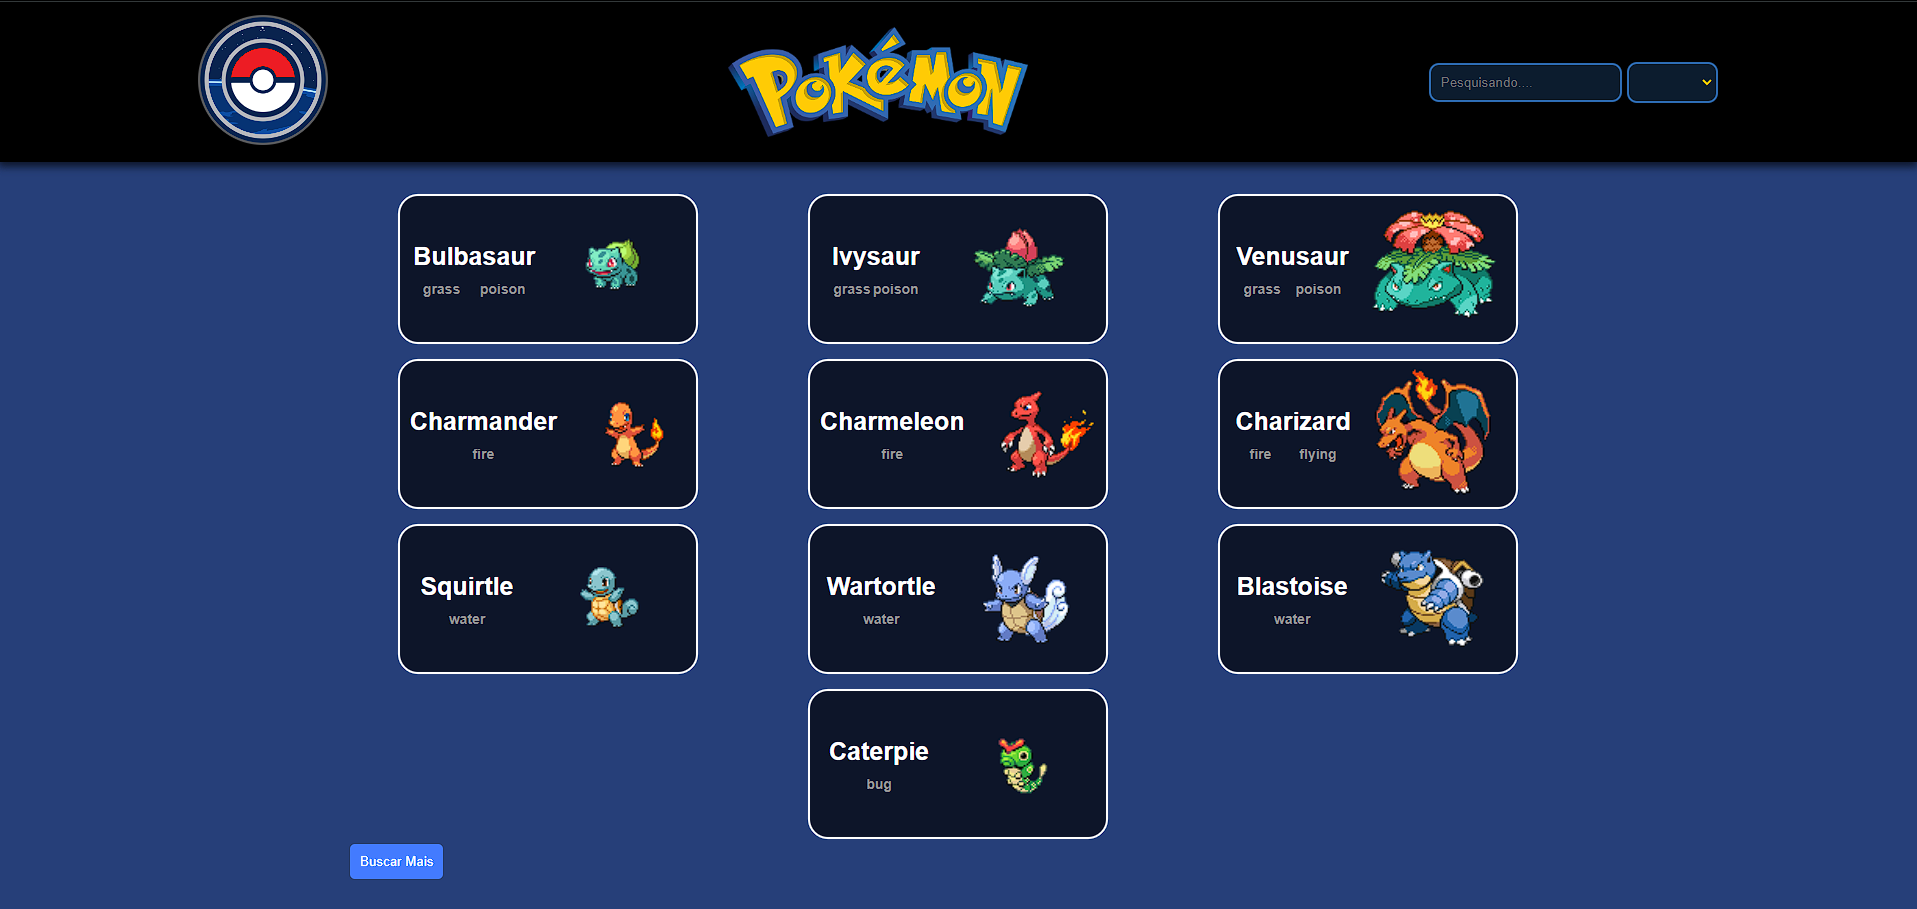 POKéMON
Pesquisando....
Bulbasaur
grass poison
Ivysaur
grass poison
Venusaur
grass poison
Charmander
fire
Charmeleon
fire
Charizard
fire flying
Squirtle
water
Wartortle
water
Blastoise
water
Caterpie
bug
Buscar Mais